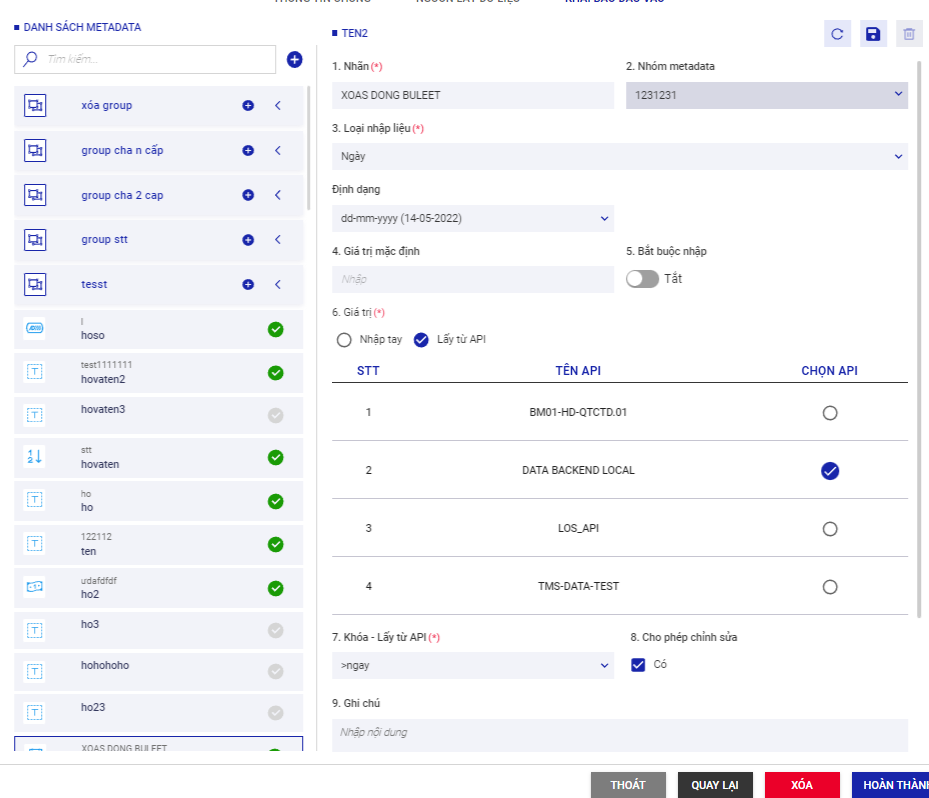 THÔNG TIN CHUNG NGUỒN LẤY DỮ LIỆU KHAI BÁO ĐẦU VÀO
DANH SÁCH METADATA
Tìm kiếm...
xóa group
group cha n cấp
group cha 2 cap
group stt
tesst
l
hoso
test1111111
hovaten2
hovaten3
stt
hovaten
ho
ho
122112
ten
ưdafdfdf
ho2
ho3
hohohoho
ho23
XOAS DONG BULEET
TEN2
1. Nhãn (*)
XOAS DONG BULEET
2. Nhóm metadata
1231231
3. Loại nhập liệu (*)
Ngày
Định dạng
dd-mm-yyyy (14-05-2022)
4. Giá trị mặc định
Nhập
5. Bắt buộc nhập
Tắt
6. Giá trị (*)
Nhập tay Lấy từ API
STT TÊN API CHỌN API
1 BM01-HD-QTCTD.01
2 DATA BACKEND LOCAL
3 LOS_API
4 TMS-DATA-TEST
7. Khóa - Lấy từ API (*)
>ngay
8. Cho phép chỉnh sửa
Có
9. Ghi chú
Nhập nội dung
THOÁT QUAY LẠI XÓA HOÀN THÀNH